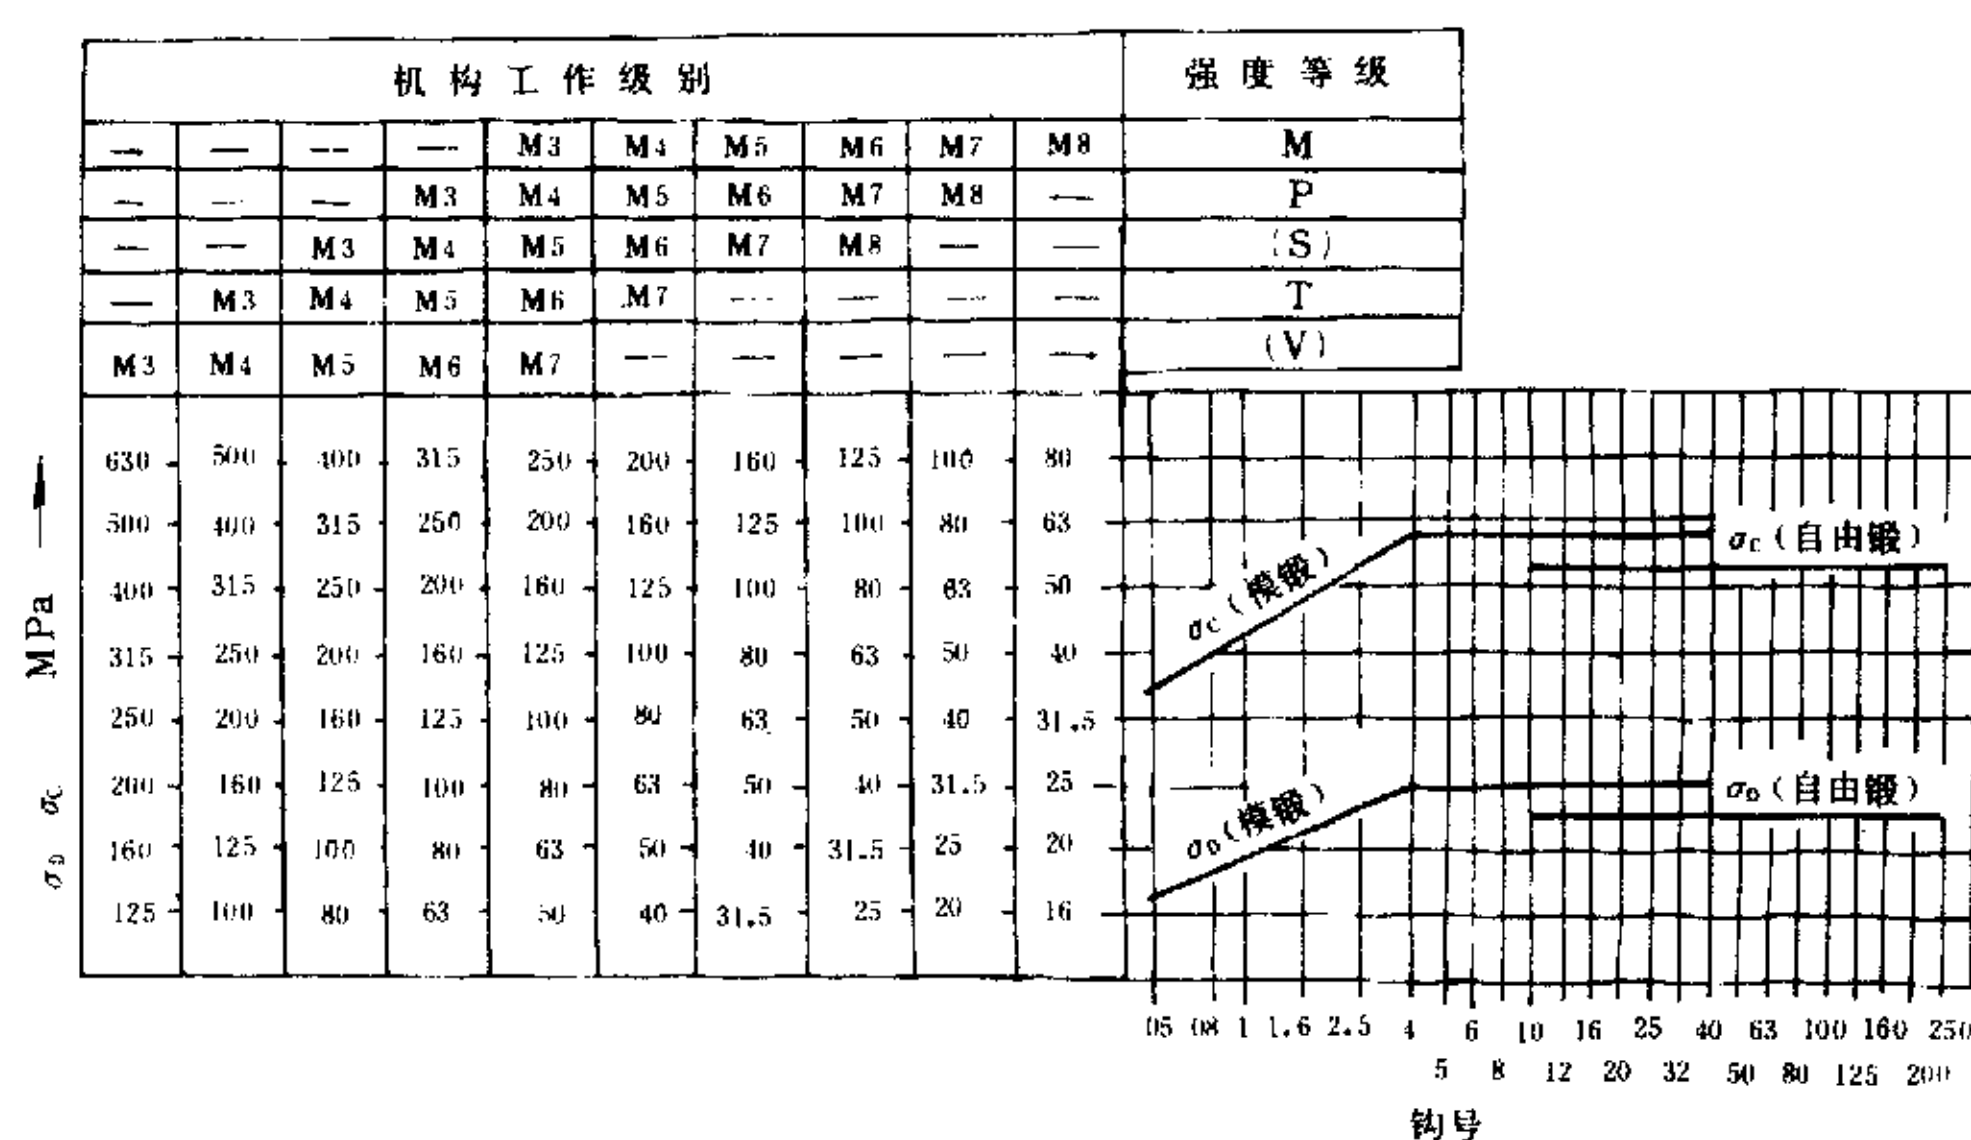 机构工作级别 强度等级
— — — — M3 M4 M5 M6 M7 M8 M
— — — M3 M4 M5 M6 M7 M8 — P
— — M3 M4 M5 M6 M7 M8 — — (S)
— M3 M4 M5 M6 M7 — — — — T
M3 M4 M5 M6 M7 — — — — — (V)
630 500 400 315 250 200 160 125 100 80
500 400 315 250 200 160 125 100 80 63
σC (自由锻)
400 315 250 200 160 125 100 80 63 50
σC (模锻)
315 250 200 160 125 100 80 63 50 40
250 200 160 125 100 80 63 50 40 31.5
200 160 125 100 80 63 50 40 31.5 25
σD (自由锻)
σD (模锻)
160 125 100 80 63 50 40 31.5 25 20
125 100 80 63 50 40 31.5 25 20 16
σD σC MPa
05 08 1 1.6 2.5 4 6 10 16 25 40 63 100 160 250
5 8 12 20 32 50 80 125 200
钩号